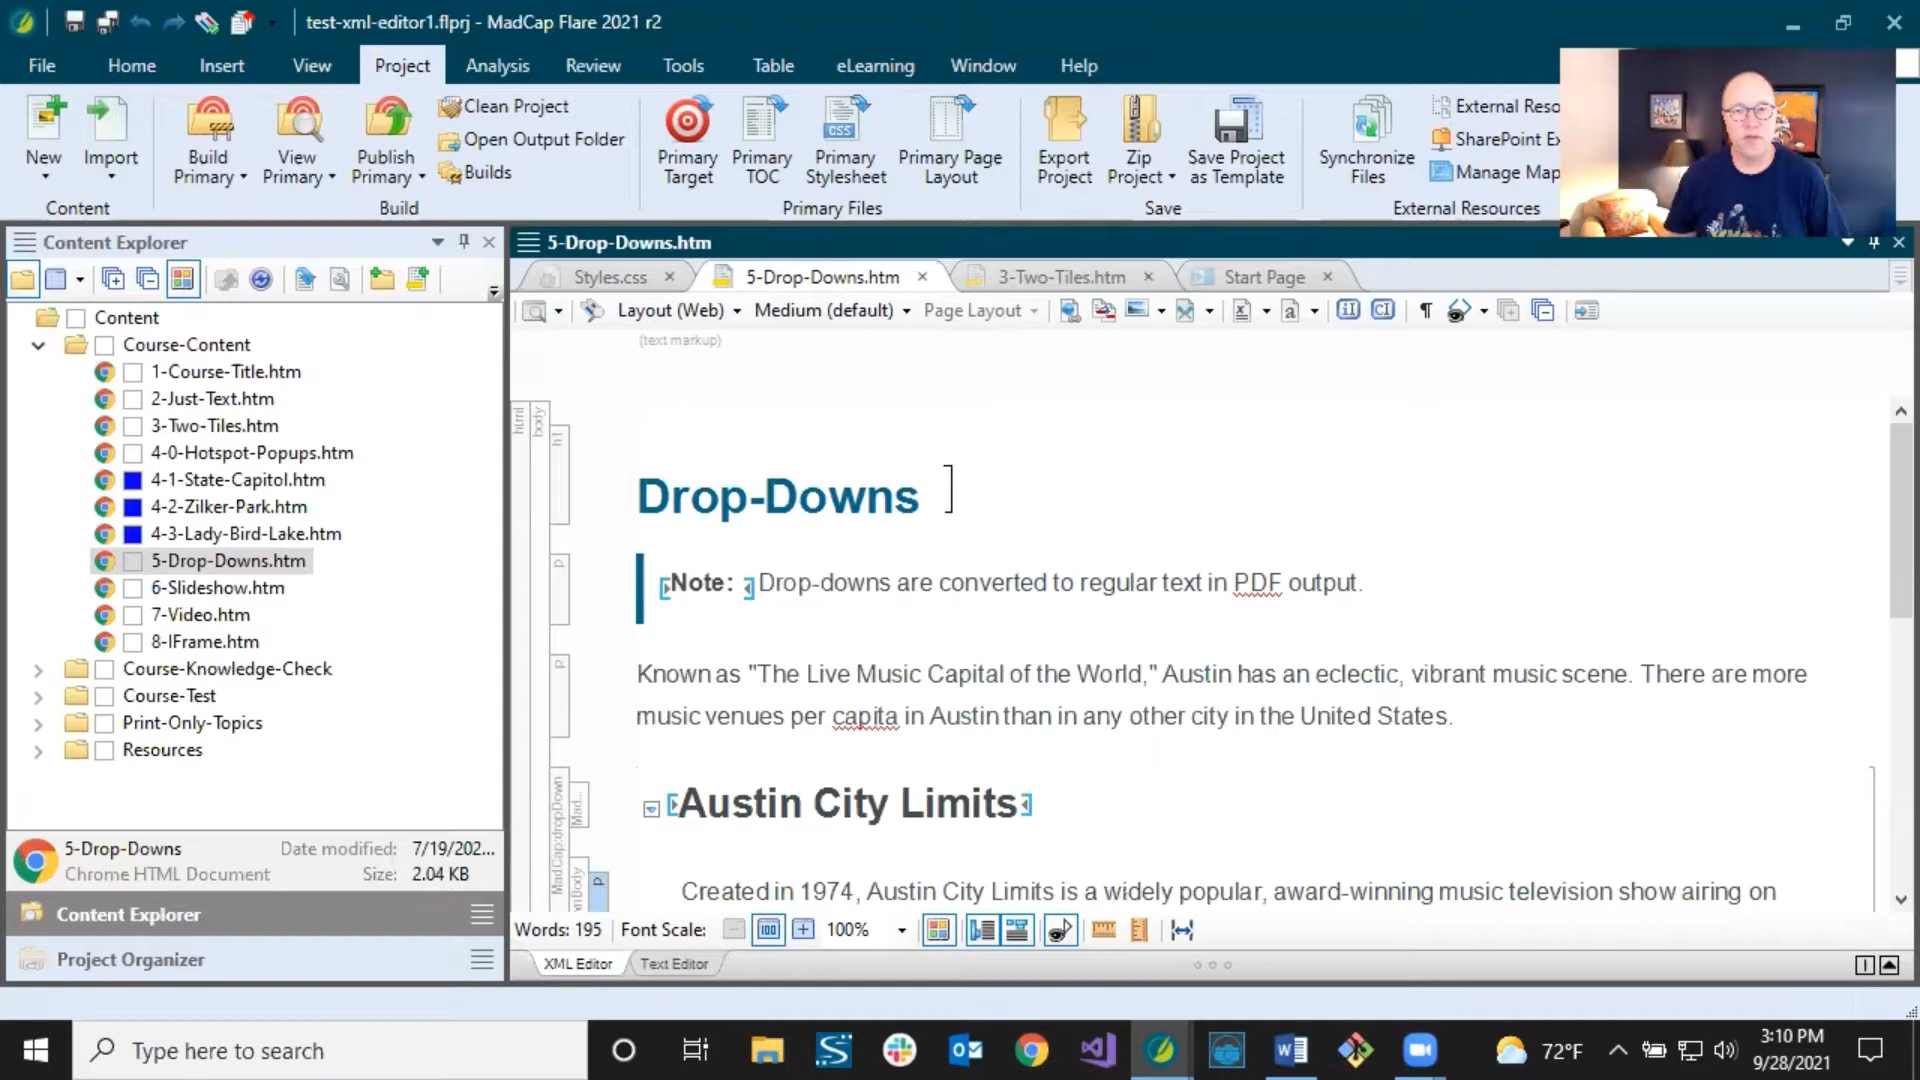 test-xml-editor1.flprj - MadCap Flare 2021 r2
File Home Insert View Project Analysis Review Tools Table eLearning Window Help
New Import
Content
Build Primary View Primary Publish Primary
Clean Project
Open Output Folder
Builds
Build
Primary Target Primary TOC Primary Stylesheet Primary Page Layout
CSS
Primary Files
Export Project Zip Project Save Project as Template
Save
Synchronize Files
External Reso
SharePoint Ex
Manage Map
External Resources
Content Explorer
Content
Course-Content
1-Course-Title.htm
2-Just-Text.htm
3-Two-Tiles.htm
4-0-Hotspot-Popups.htm
4-1-State-Capitol.htm
4-2-Zilker-Park.htm
4-3-Lady-Bird-Lake.htm
5-Drop-Downs.htm
6-Slideshow.htm
7-Video.htm
8-IFrame.htm
Course-Knowledge-Check
Course-Test
Print-Only-Topics
Resources
5-Drop-Downs Date modified: 7/19/202...
Chrome HTML Document Size: 2.04 KB
Content Explorer
Project Organizer
5-Drop-Downs.htm
Styles.css 5-Drop-Downs.htm 3-Two-Tiles.htm Start Page
Layout (Web) Medium (default) Page Layout
(text markup)
html
body
h1
p
p
MadCap:dropDown
Mad...
p
Drop-Downs
Note: Drop-downs are converted to regular text in PDF output.
Known as "The Live Music Capital of the World," Austin has an eclectic, vibrant music scene. There are more
music venues per capita in Austin than in any other city in the United States.
Austin City Limits
Created in 1974, Austin City Limits is a widely popular, award-winning music television show airing on
Words: 195 Font Scale: 100 100%
XML Editor Text Editor
Type here to search
72°F
3:10 PM
9/28/2021